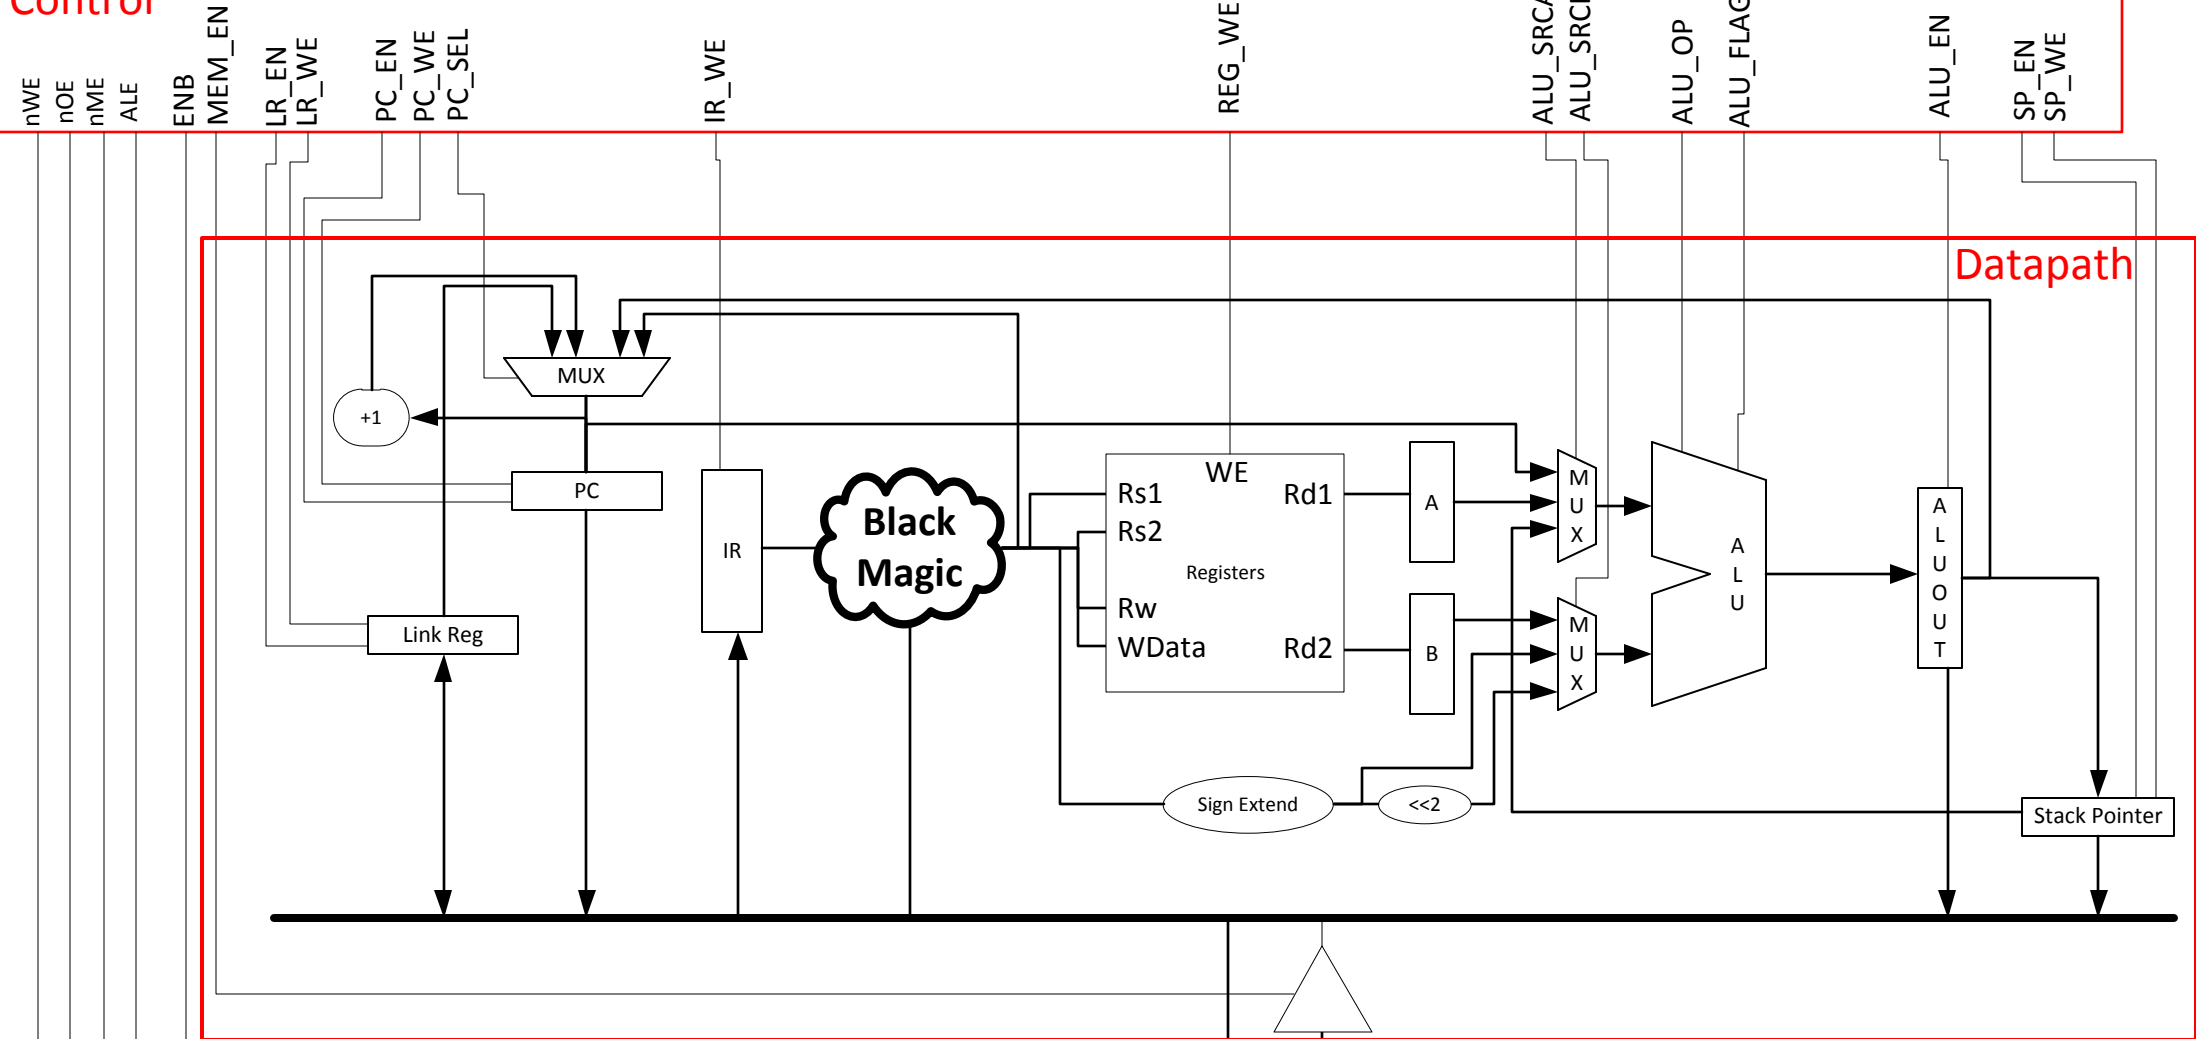 Control
nWE
nOE
nME
ALE
ENB
MEM_EN
LR_EN
LR_WE
PC_EN
PC_WE
PC_SEL
IR_WE
REG_WE
ALU_SRCA
ALU_OP
ALU_FLAG
ALU_EN
SP_EN
SP_WE
Datapath
MUX
+1
PC
Link Reg
IR
Black
Magic
WE
Rs1
Rs2
Rw
WData
Registers
Rd1
Rd2
A
B
M
U
X
M
U
X
A
L
U
A
L
U
O
U
T
Sign Extend
<<2
Stack Pointer